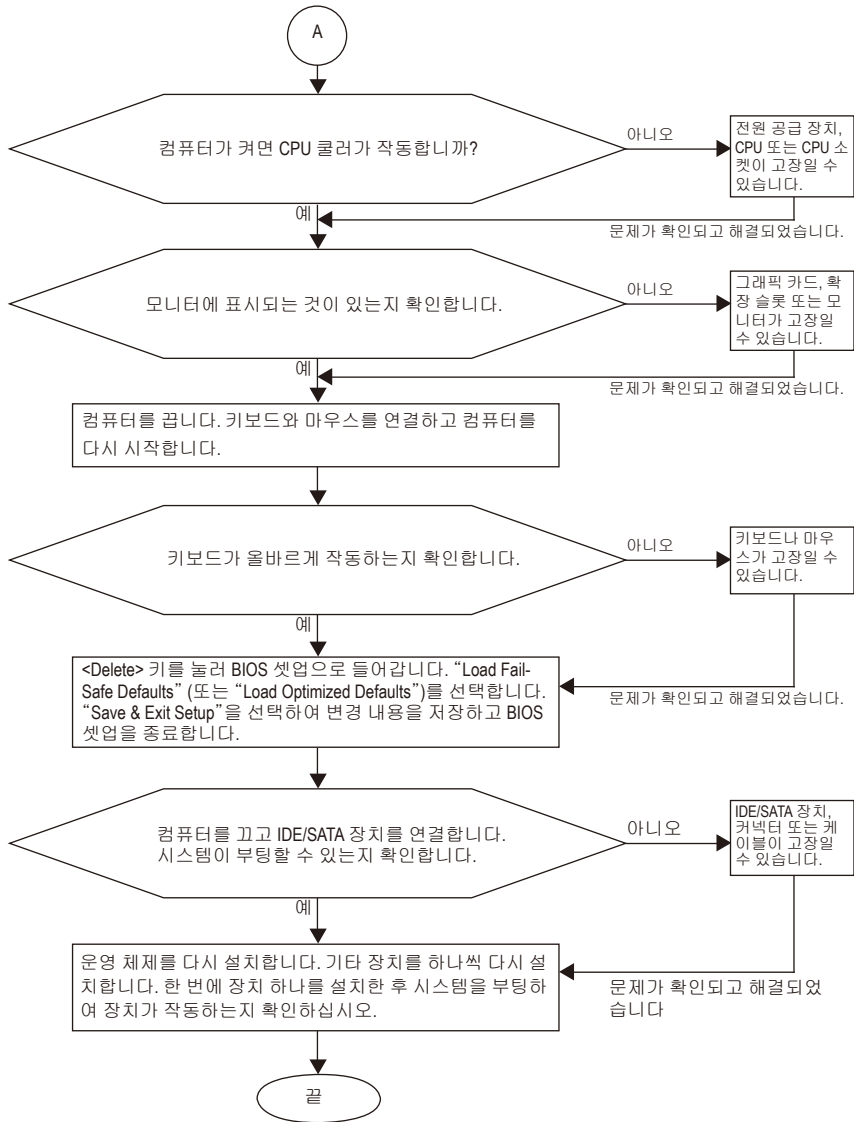 A
컴퓨터가 켜면 CPU 쿨러가 작동합니까?
아니오
전원 공급 장치,
CPU 또는 CPU 소
켓이 고장일 수
있습니다.
예
문제가 확인되고 해결되었습니다.
모니터에 표시되는 것이 있는지 확인합니다.
아니오
그래픽 카드, 확
장 슬롯 또는 모
니터가 고장일
수 있습니다.
예
문제가 확인되고 해결되었습니다.
컴퓨터를 끕니다. 키보드와 마우스를 연결하고 컴퓨터를
다시 시작합니다.
키보드가 올바르게 작동하는지 확인합니다.
아니오
키보드나 마우
스가 고장일 수
있습니다.
예
<Delete> 키를 눌러 BIOS 셋업으로 들어갑니다. “Load Fail-
Safe Defaults” (또는 “Load Optimized Defaults”)를 선택합니다.
“Save & Exit Setup”을 선택하여 변경 내용을 저장하고 BIOS
셋업을 종료합니다.
문제가 확인되고 해결되었습니다.
컴퓨터를 끄고 IDE/SATA 장치를 연결합니다.
시스템이 부팅할 수 있는지 확인합니다.
아니오
IDE/SATA 장치,
커넥터 또는 케
이블이 고장일
수 있습니다.
예
운영 체제를 다시 설치합니다. 기타 장치를 하나씩 다시 설
치합니다. 한 번에 장치 하나를 설치한 후 시스템을 부팅하
여 장치가 작동하는지 확인하십시오.
문제가 확인되고 해결되었
습니다
끝